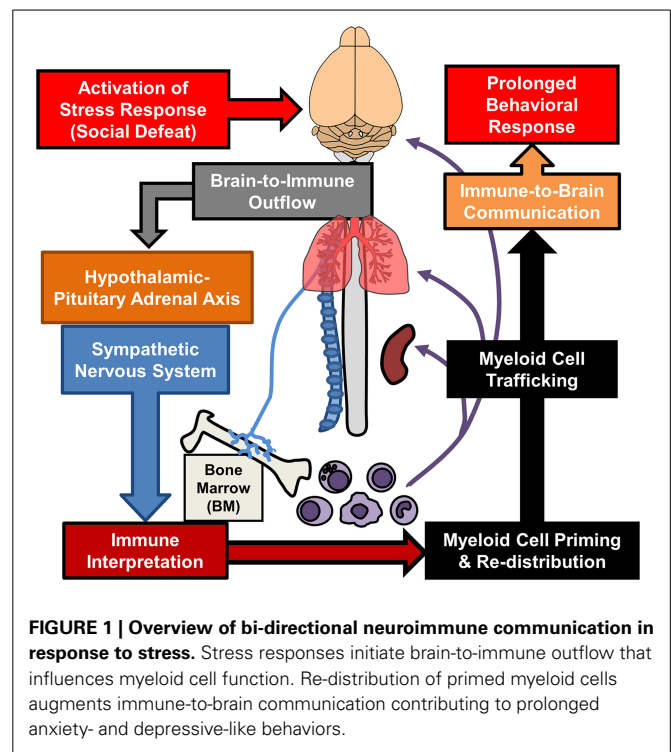 Activation of
Stress Response
(Social Defeat)
Prolonged
Behavioral
Response
Brain-to-Immune
Outflow
Immune-to-Brain
Communication
Hypothalamic-
Pituitary Adrenal Axis
Sympathetic
Nervous System
Myeloid Cell
Trafficking
Bone
Marrow
(BM)
Immune
Interpretation
Myeloid Cell Priming
& Re-distribution
FIGURE 1 | Overview of bi-directional neuroimmune communication in
response to stress. Stress responses initiate brain-to-immune outflow that
influences myeloid cell function. Re-distribution of primed myeloid cells
augments immune-to-brain communication contributing to prolonged
anxiety- and depressive-like behaviors.